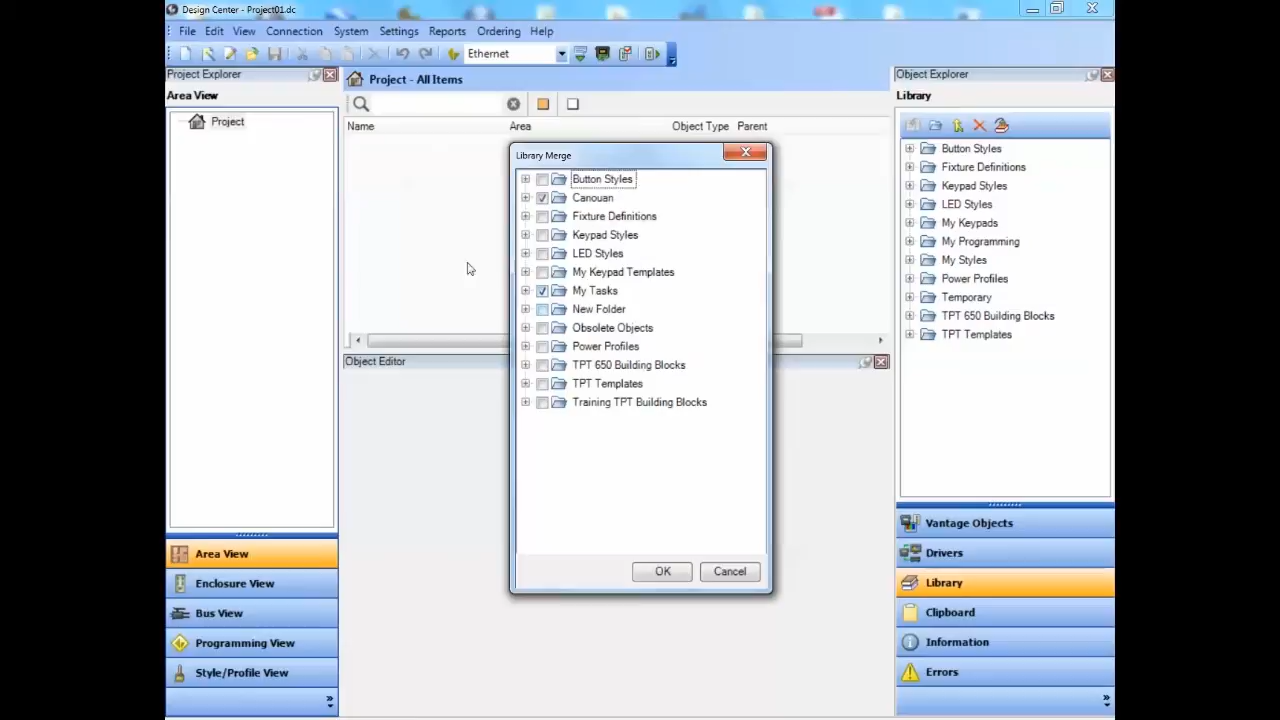 Design Center - Project01.dc
File Edit View Connection System Settings Reports Ordering Help
Ethernet
Project Explorer
Area View
Project
Area View
Enclosure View
Bus View
Programming View
Style/Profile View
Project - All Items
Name Area Object Type Parent
Object Editor
Library Merge
Button Styles
Canouan
Fixture Definitions
Keypad Styles
LED Styles
My Keypad Templates
My Tasks
New Folder
Obsolete Objects
Power Profiles
TPT 650 Building Blocks
TPT Templates
Training TPT Building Blocks
OK Cancel
Object Explorer
Library
Button Styles
Fixture Definitions
Keypad Styles
LED Styles
My Keypads
My Programming
My Styles
Power Profiles
Temporary
TPT 650 Building Blocks
TPT Templates
Vantage Objects
Drivers
Library
Clipboard
Information
Errors